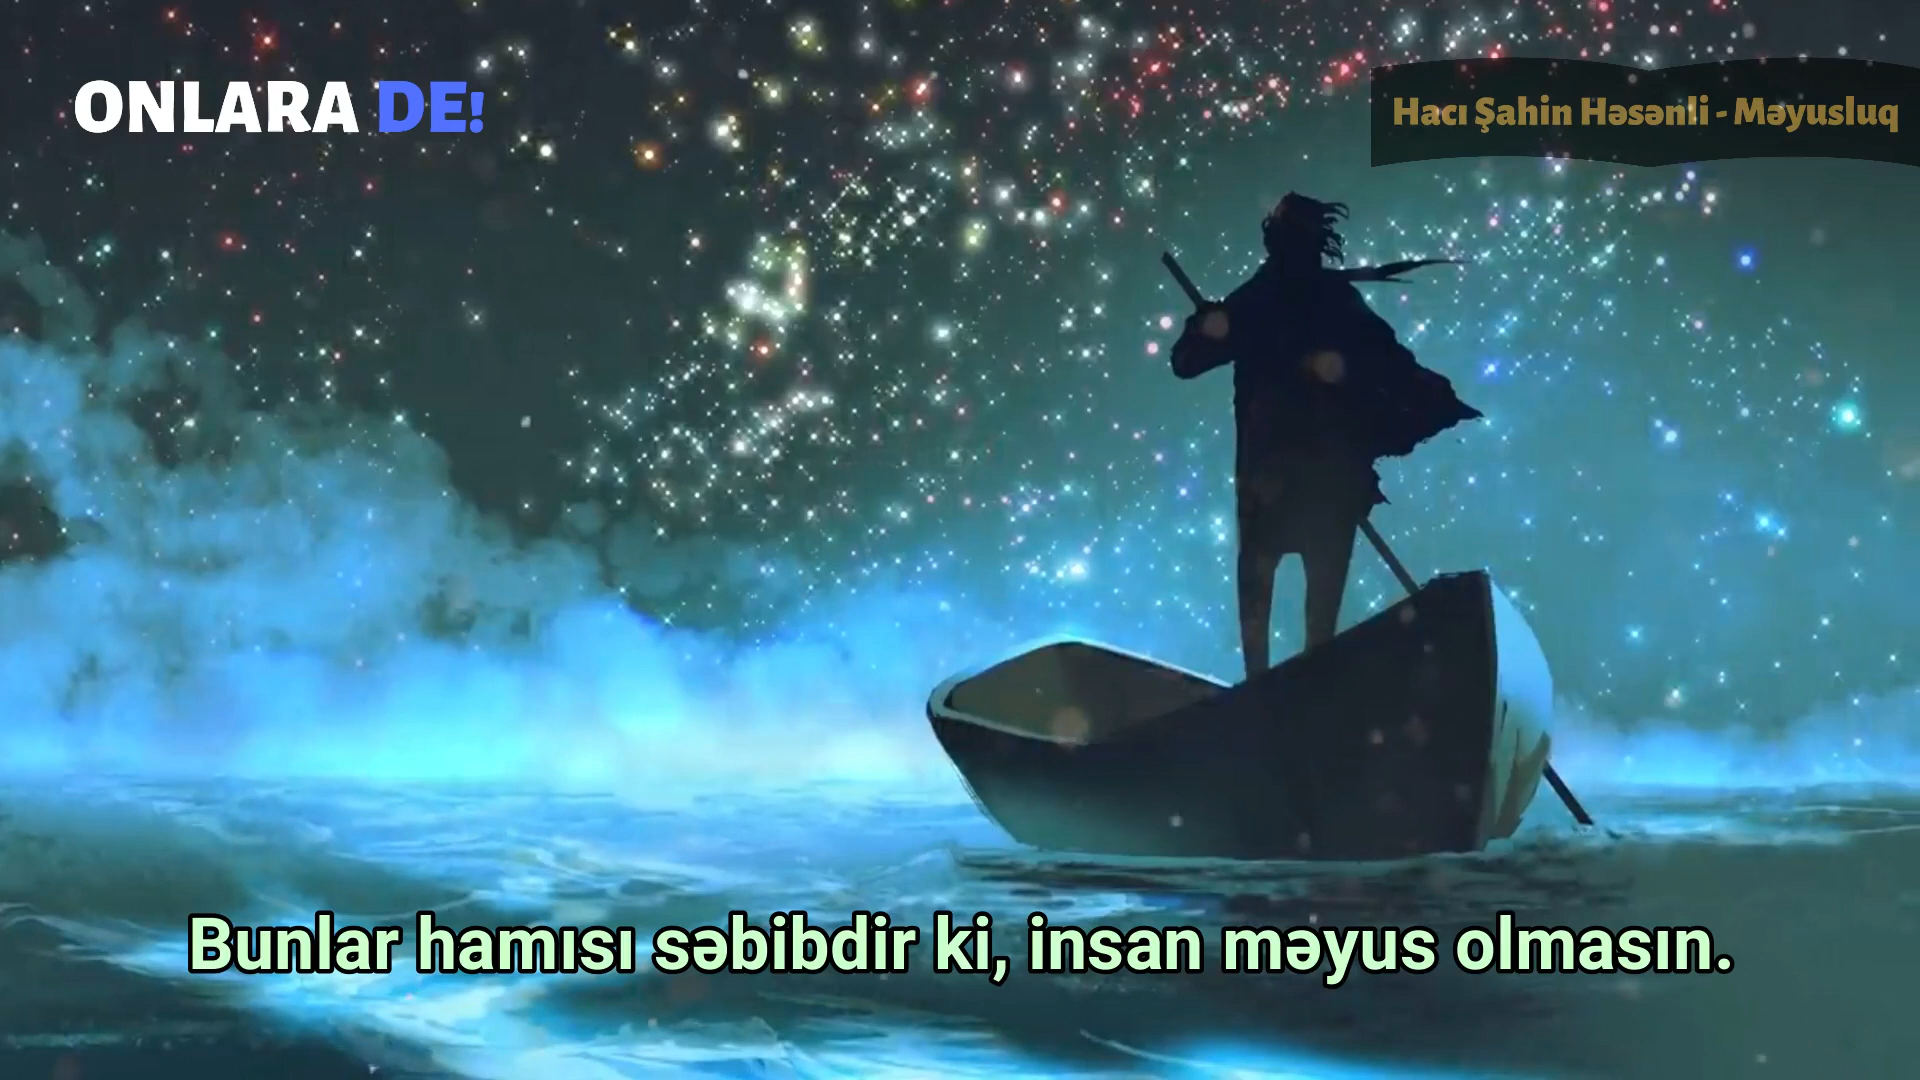 ONLARA DE!
Hacı Şahin Həsənli - Məyusluq
Bunlar hamısı səbibdir ki, insan məyus olmasın.